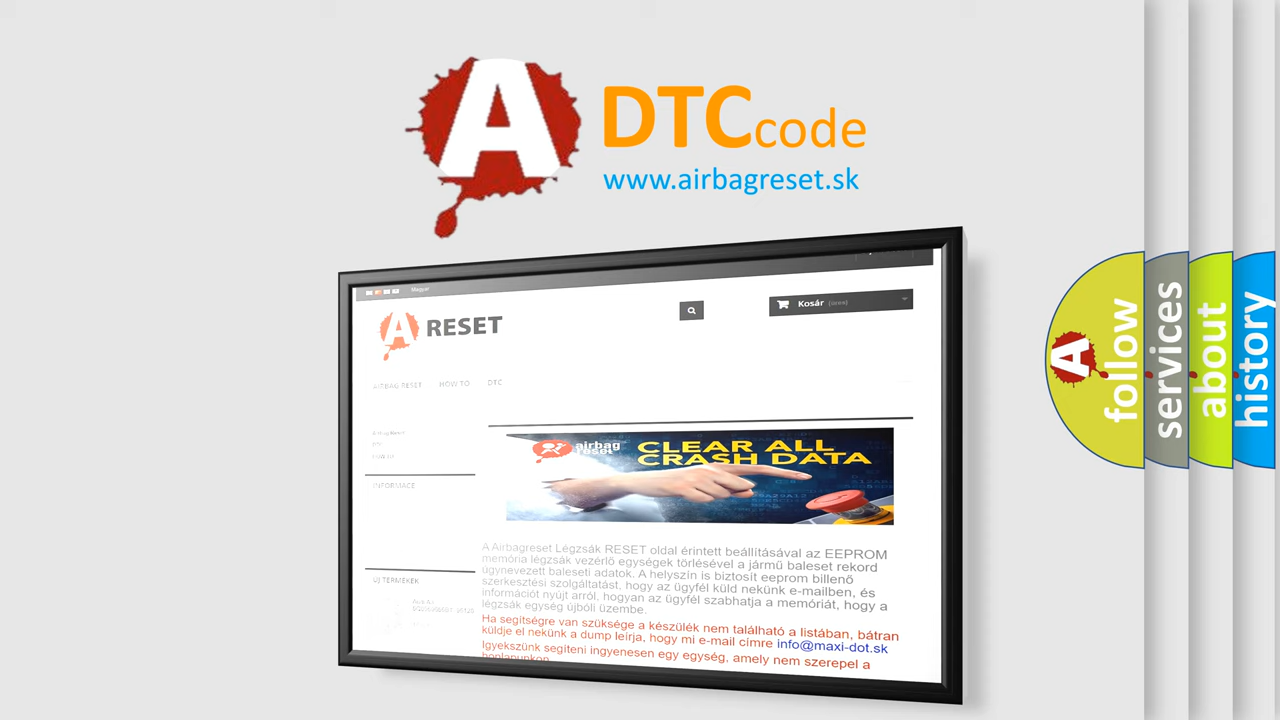 A
DTCcode
www.airbagreset.sk
Magyar
Kosár (üres)
A RESET
AIRBAG RESET HOW TO DTC
INFORMACE
airbag
reset
CLEAR ALL
CRASH DATA
A Airbagreset Légzsák RESET oldal érintett beállításával az EEPROM
memória légzsák vezérlő egységek törlésével a jármű baleset rekord
úgynevezett baleseti adatok. A helyszín is biztosít eeprom billenő
szerkesztési szolgáltatást, hogy az ügyfél küld nekünk e-mailben, és
információt nyújt arról, hogyan az ügyfél szabhatja a memóriát, hogy a
légzsák egység újbóli üzembe.
Ha segítségre van szüksége a készülék nem található a listában, bátran
küldje el nekünk a dump leírja, hogy mi e-mail címre info@maxi-dot.sk
Igyekszünk segíteni ingyenesen egy egység, amely nem szerepel a
honlapunkon
ÚJ TERMÉKEK
A
follow
services
about
history